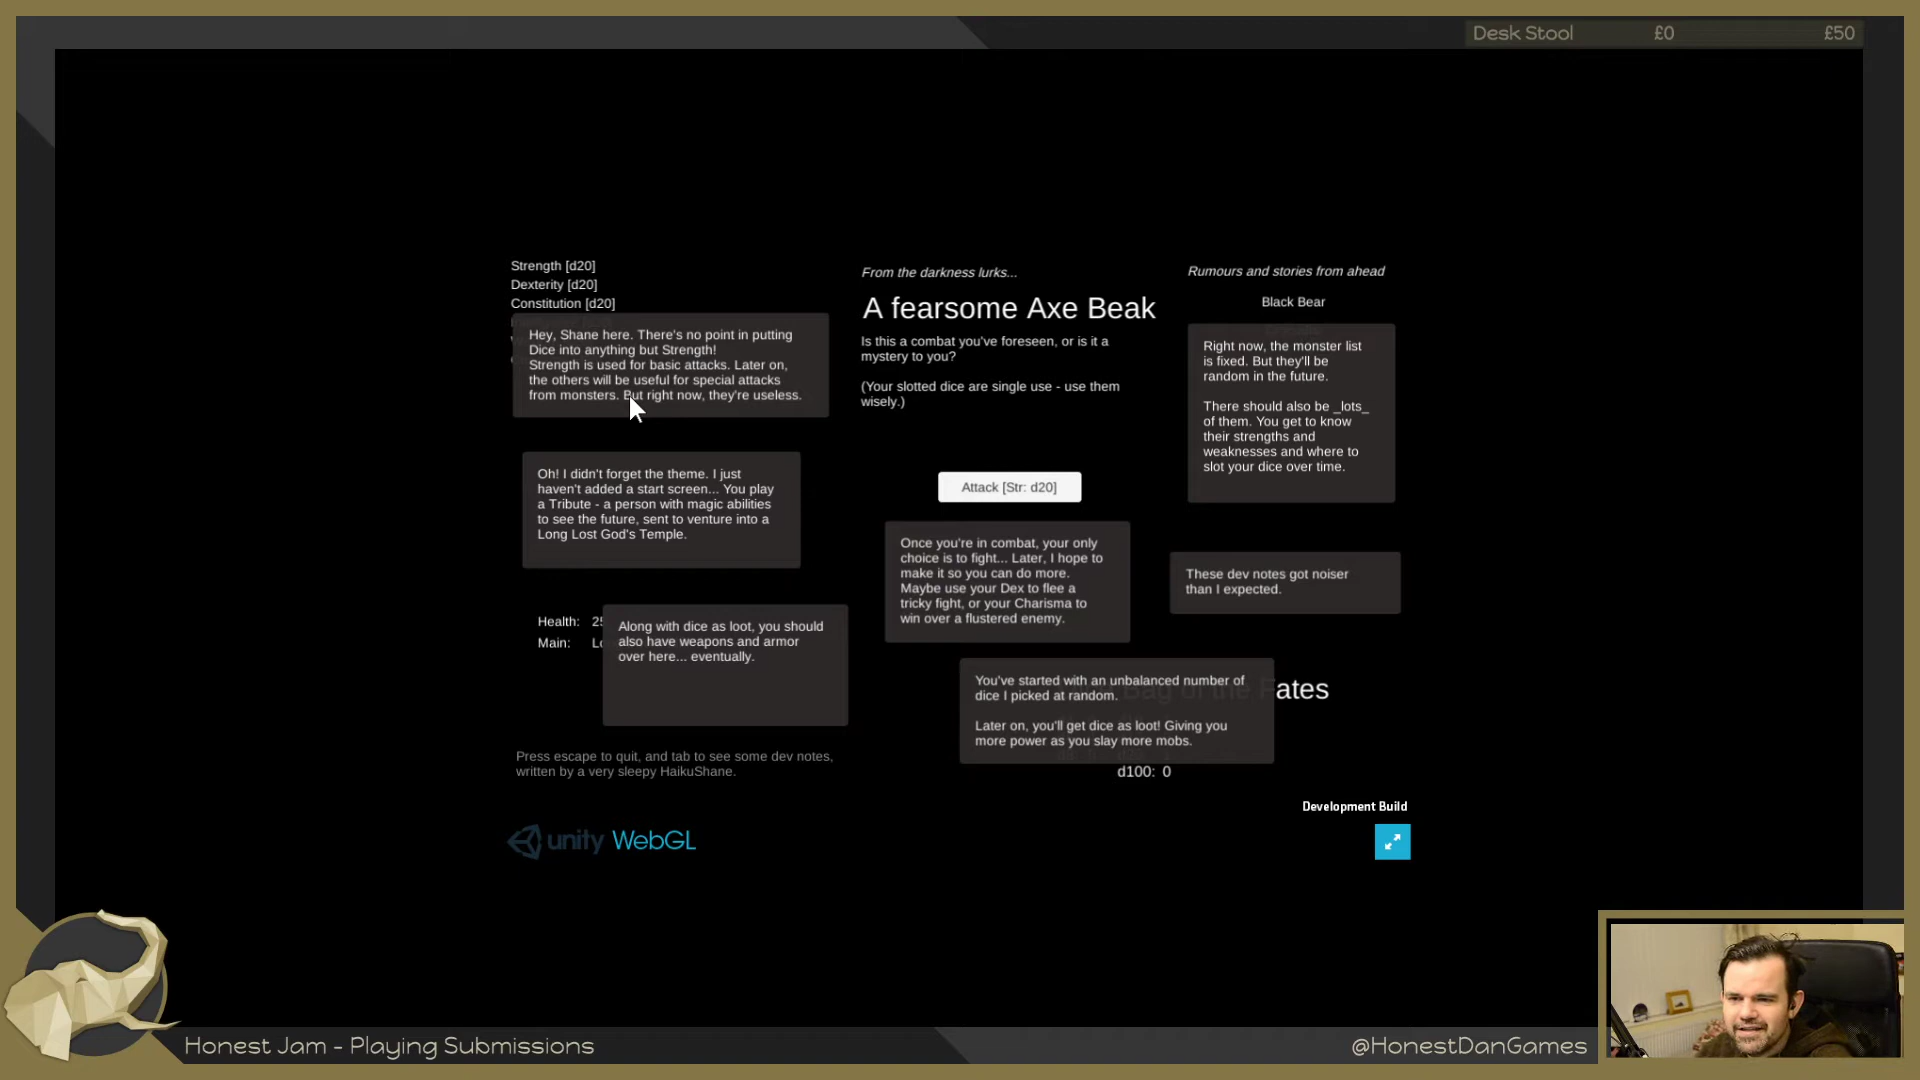 Desk Stool £0 £50
Strength [d20]
Dexterity [d20]
Constitution [d20]
Hey, Shane here. There's no point in putting
Dice into anything but Strength!
Strength is used for basic attacks. Later on,
the others will be useful for special attacks
from monsters. But right now, they're useless.
Oh! I didn't forget the theme. I just
haven't added a start screen... You play
a Tribute - a person with magic abilities
to see the future, sent to venture into a
Long Lost God's Temple.
Health: 25
Main:
Along with dice as loot, you should
also have weapons and armor
over here... eventually.
Press escape to quit, and tab to see some dev notes,
written by a very sleepy HaikuShane.
From the darkness lurks...
A fearsome Axe Beak
Is this a combat you've foreseen, or is it a
mystery to you?
(Your slotted dice are single use - use them
wisely.)
Attack [Str: d20]
Once you're in combat, your only
choice is to fight... Later, I hope to
make it so you can do more.
Maybe use your Dex to flee a
tricky fight, or your Charisma to
win over a flustered enemy.
Rumours and stories from ahead
Black Bear
Right now, the monster list
is fixed. But they'll be
random in the future.
There should also be _lots_
of them. You get to know
their strengths and
weaknesses and where to
slot your dice over time.
These dev notes got noiser
than I expected.
Bag of the Fates
You've started with an unbalanced number of
dice I picked at random.
Later on, you'll get dice as loot! Giving you
more power as you slay more mobs.
d100: 0
Development Build
unity WebGL
Honest Jam - Playing Submissions
@HonestDanGames